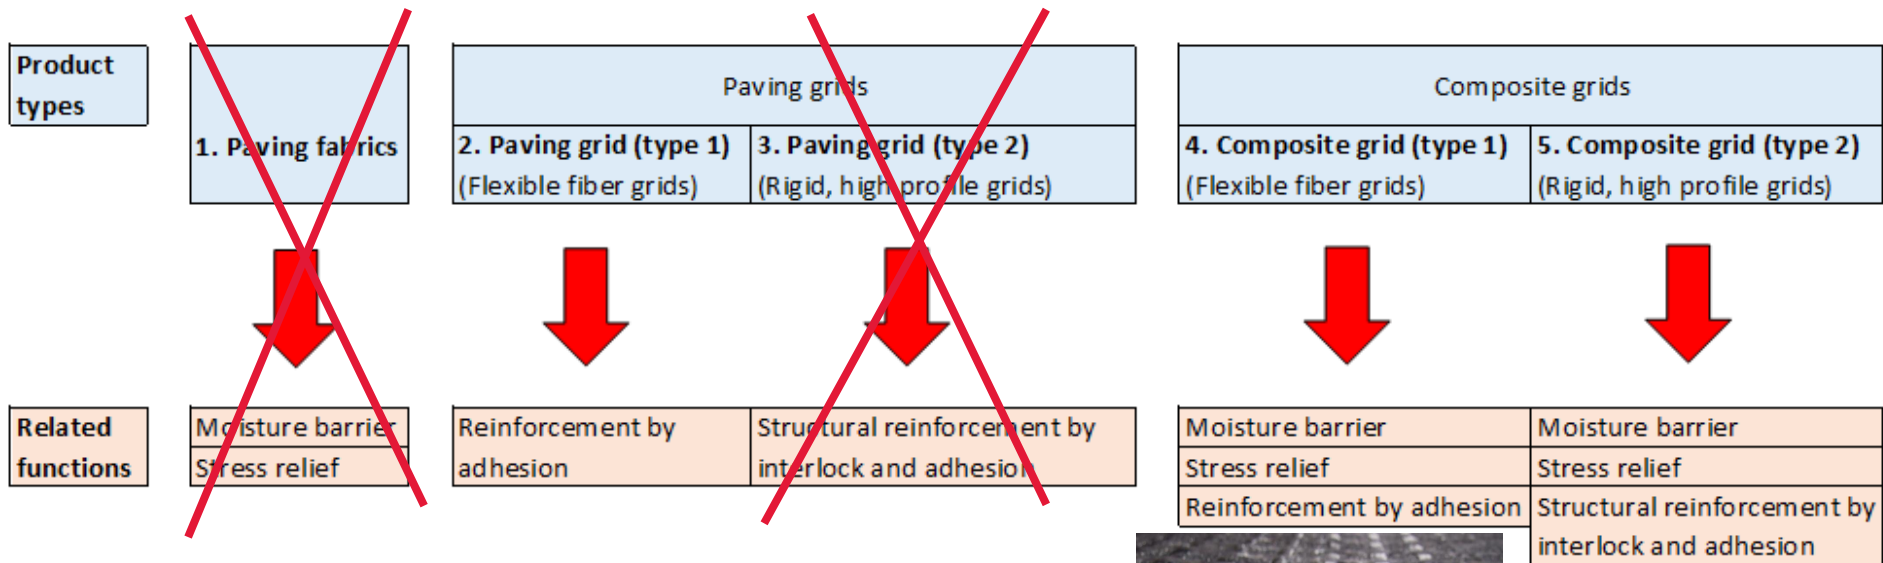 Product
types
1. Paving fabrics
Paving grids
2. Paving grid (type 1)
(Flexible fiber grids)
3. Paving grid (type 2)
(Rigid, high profile grids)
Composite grids
4. Composite grid (type 1)
(Flexible fiber grids)
5. Composite grid (type 2)
(Rigid, high profile grids)
Related
functions
Moisture barrier
Stress relief
Reinforcement by
adhesion
Structural reinforcement by
interlock and adhesion
Moisture barrier
Stress relief
Reinforcement by adhesion
Moisture barrier
Stress relief
Structural reinforcement by
interlock and adhesion